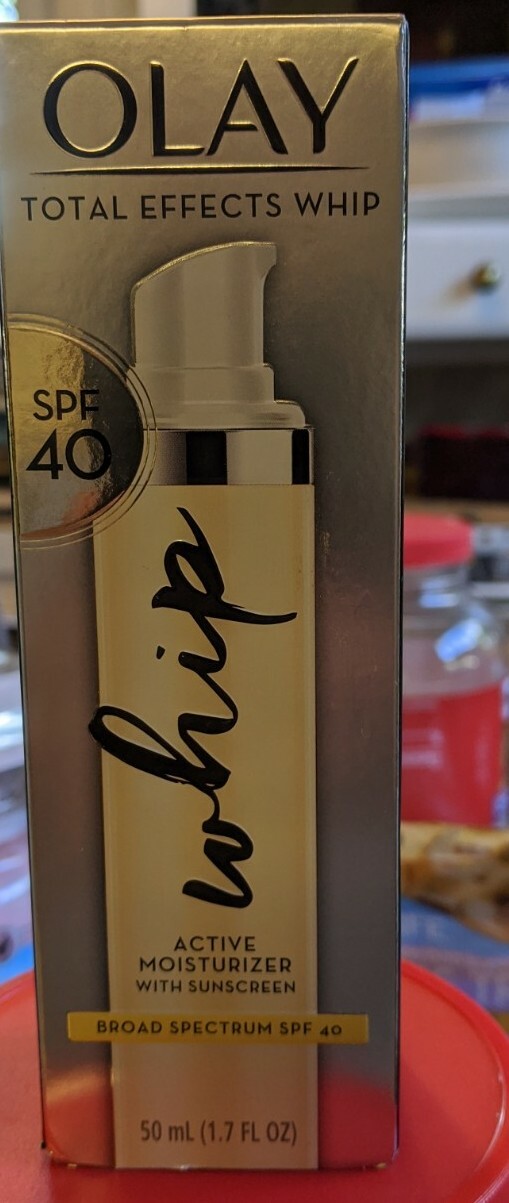 OLAY
TOTAL EFFECTS WHIP
SPF
40
whip
ACTIVE
MOISTURIZER
WITH SUNSCREEN
BROAD SPECTRUM SPF 40
50 mL (1.7 FL OZ)